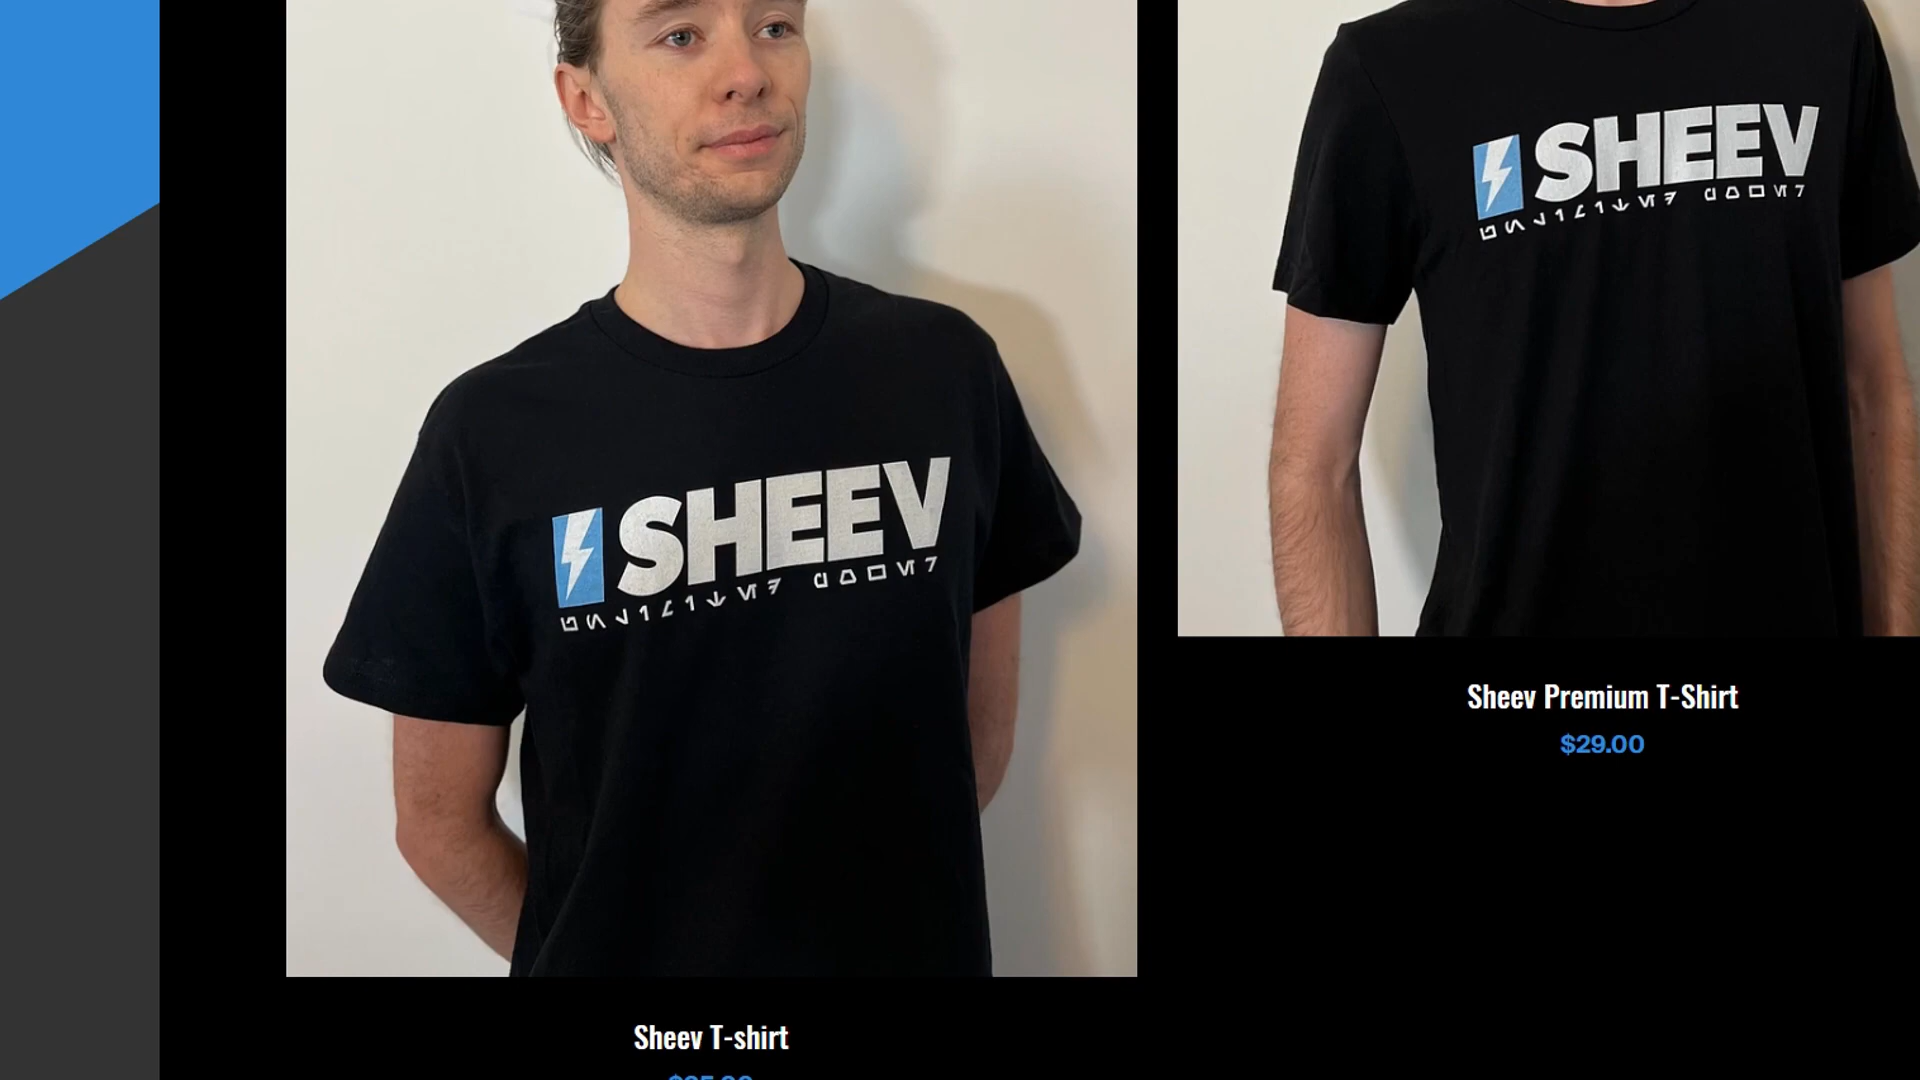 SHEEV
Sheev T-shirt
SHEEV
Sheev Premium T-Shirt
$29.00